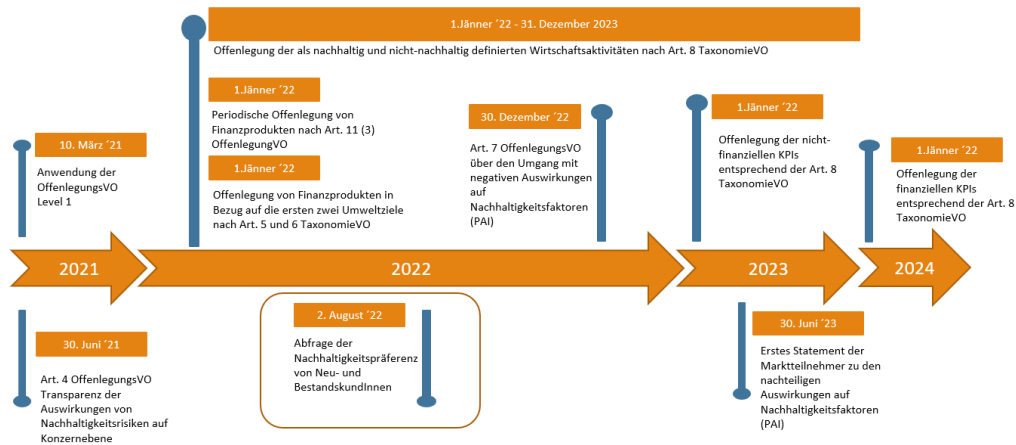 1.Jänner ´22 - 31. Dezember 2023
Offenlegung der als nachhaltig und nicht-nachhaltig definierten Wirtschaftsaktivitäten nach Art. 8 TaxonomieVO
1.Jänner ´22
Periodische Offenlegung von
Finanzprodukten nach Art. 11 (3)
OffenlegungVO
1.Jänner ´22
Offenlegung von Finanzprodukten in
Bezug auf die ersten zwei Umweltziele
nach Art. 5 und 6 TaxonomieVO
10. März ´21
Anwendung der
OffenlegungsVO
Level 1
30. Dezember ´22
Art. 7 OffenlegungsVO
über den Umgang mit
negativen Auswirkungen
auf
Nachhaltigkeitsfaktoren
(PAI)
1.Jänner ´22
Offenlegung der nicht-
finanziellen KPIs
entsprechend der Art. 8
TaxonomieVO
1.Jänner ´22
Offenlegung der
finanziellen KPIs
entsprechend der Art. 8
TaxonomieVO
2021
2022
2023
2024
30. Juni ´21
Art. 4 OffenlegungsVO
Transparenz der
Auswirkungen von
Nachhaltigkeitsrisiken auf
Konzernebene
2. August ´22
Abfrage der
Nachhaltigkeitspräferenz
von Neu- und
BestandskundInnen
30. Juni ´23
Erstes Statement der
Marktteilnehmer zu den
nachteiligen
Auswirkungen auf
Nachhaltigkeitsfaktoren
(PAI)